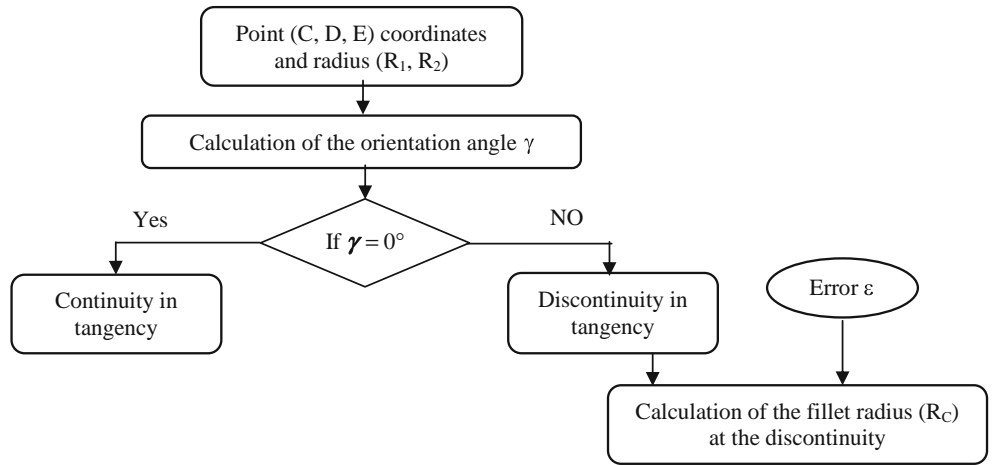 Point (C, D, E) coordinates
and radius (R₁, R₂)
Calculation of the orientation angle γ
Yes
If γ = 0°
NO
Continuity in
tangency
Discontinuity in
tangency
Error ε
Calculation of the fillet radius (R_C)
at the discontinuity